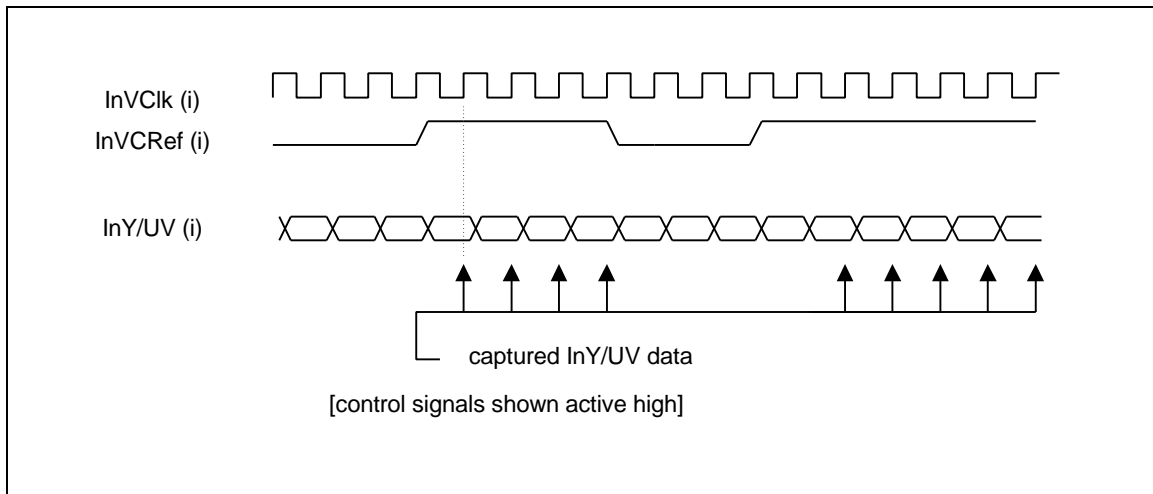 InVClk (i)
InVCRef (i)
InY/UV (i)
captured InY/UV data
[control signals shown active high]